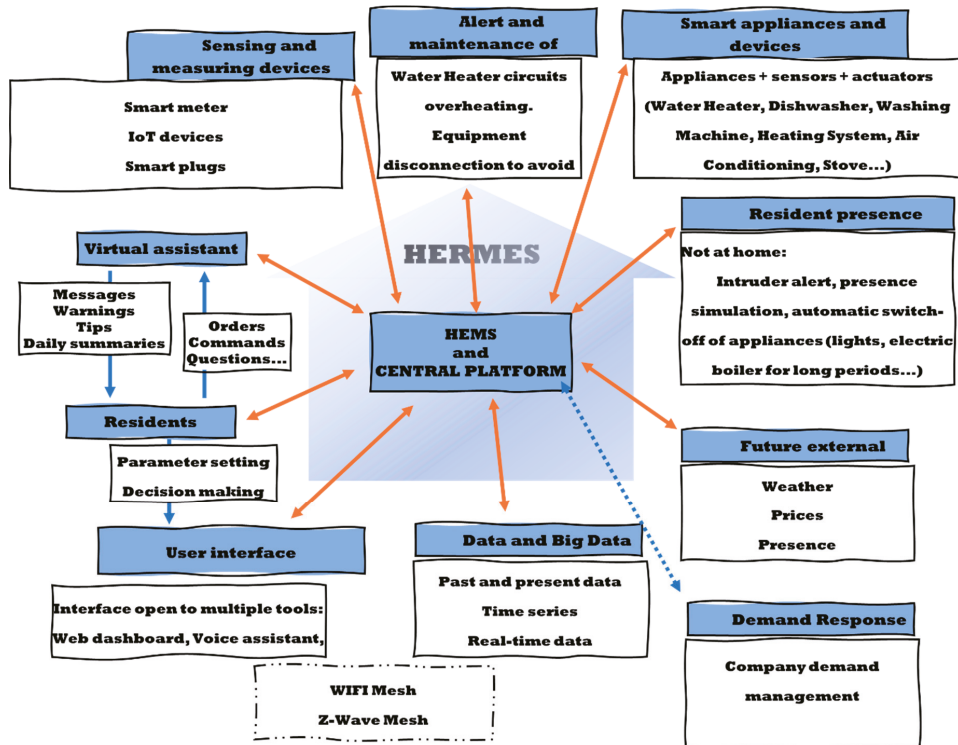 Sensing and
measuring devices
Smart meter
IoT devices
Smart plugs
Alert and
maintenance of
Water Heater circuits
overheating.
Equipment
disconnection to avoid
Smart appliances and
devices
Appliances + sensors + actuators
(Water Heater, Dishwasher, Washing
Machine, Heating System, Air
Conditioning, Stove...)
HERMES
Virtual assistant
Messages
Warnings
Tips
Daily summaries
Orders
Commands
Questions...
HEMS
and
CENTRAL PLATFORM
Resident presence
Not at home:
Intruder alert, presence
simulation, automatic switch-
off of appliances (lights, electric
boiler for long periods...)
Residents
Parameter setting
Decision making
User interface
Interface open to multiple tools:
Web dashboard, Voice assistant,
Data and Big Data
Past and present data
Time series
Real-time data
Future external
Weather
Prices
Presence
Demand Response
Company demand
management
WIFI Mesh
Z-Wave Mesh